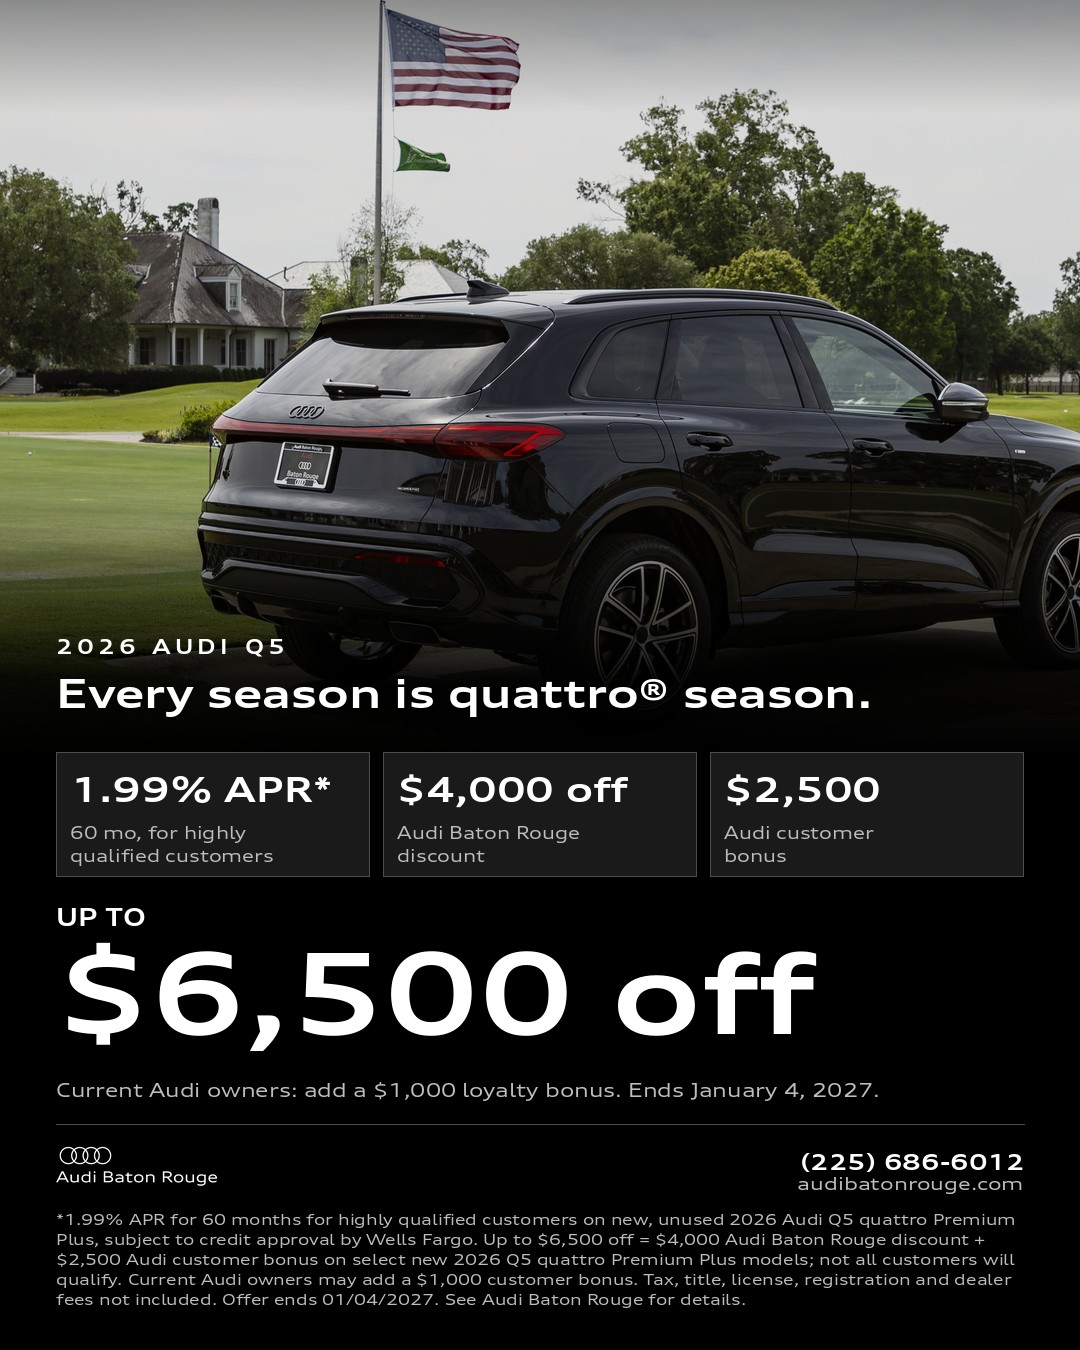 Audi Baton Rouge
Audi
Baton Rouge
2026 AUDI Q5
Every season is quattro® season.
1.99% APR*
60 mo, for highly
qualified customers
$4,000 off
Audi Baton Rouge
discount
$2,500
Audi customer
bonus
UP TO
$6,500 off
Current Audi owners: add a $1,000 loyalty bonus. Ends January 4, 2027.
Audi Baton Rouge
(225) 686-6012
audibatonrouge.com
*1.99% APR for 60 months for highly qualified customers on new, unused 2026 Audi Q5 quattro Premium
Plus, subject to credit approval by Wells Fargo. Up to $6,500 off = $4,000 Audi Baton Rouge discount +
$2,500 Audi customer bonus on select new 2026 Q5 quattro Premium Plus models; not all customers will
qualify. Current Audi owners may add a $1,000 customer bonus. Tax, title, license, registration and dealer
fees not included. Offer ends 01/04/2027. See Audi Baton Rouge for details.